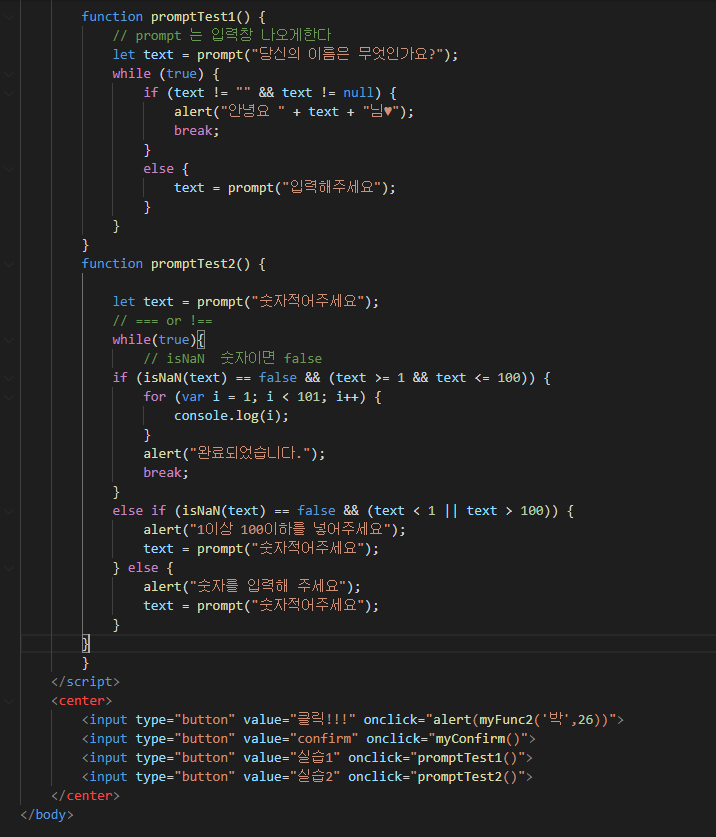 function promptTest1() {
// prompt 는 입력창 나오게한다
let text = prompt("당신의 이름은 무엇인가요?");
while (true) {
if (text != "" && text != null) {
alert("안녕요 " + text + "님♥");
break;
}
else {
text = prompt("입력해주세요");
}
}
}
function promptTest2() {
let text = prompt("숫자적어주세요");
// === or !==
while(true){
// isNaN  숫자이면 false
if (isNaN(text) == false && (text >= 1 && text <= 100)) {
for (var i = 1; i < 101; i++) {
console.log(i);
}
alert("완료되었습니다.");
break;
}
else if (isNaN(text) == false && (text < 1 || text > 100)) {
alert("1이상 100이하를 넣어주세요");
text = prompt("숫자적어주세요");
} else {
alert("숫자를 입력해 주세요");
text = prompt("숫자적어주세요");
}
}
}
</script>
<center>
<input type="button" value="클릭!!!" onclick="alert(myFunc2('박',26))">
<input type="button" value="confirm" onclick="myConfirm()">
<input type="button" value="실습1" onclick="promptTest1()">
<input type="button" value="실습2" onclick="promptTest2()">
</center>
</body>